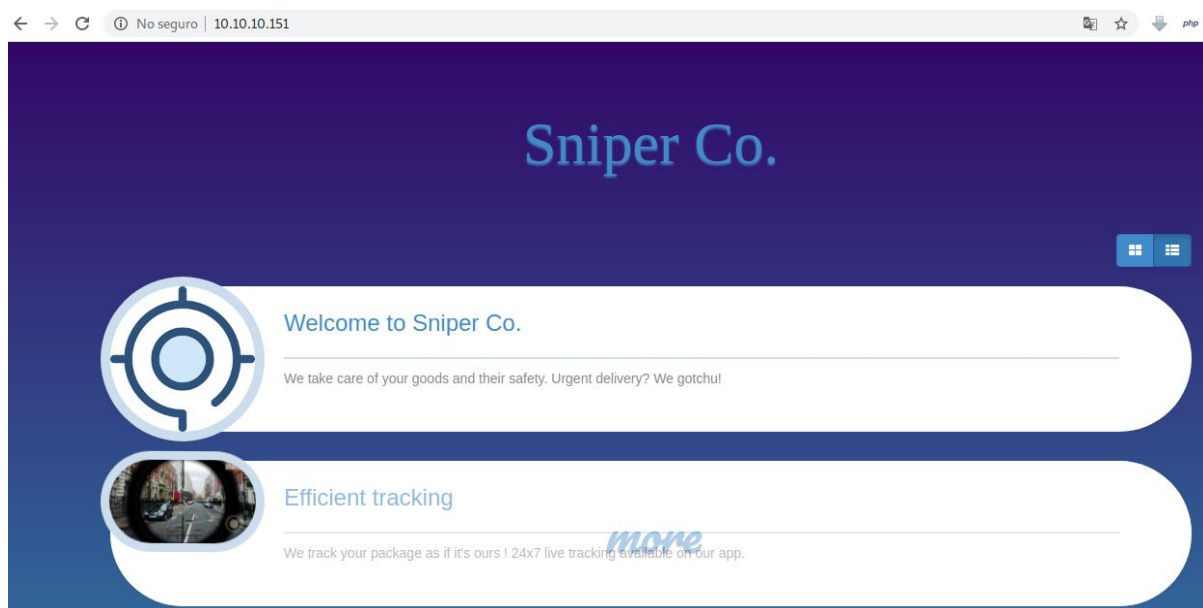 No seguro | 10.10.10.151
php
Sniper Co.
Welcome to Sniper Co.
We take care of your goods and their safety. Urgent delivery? We gotchu!
Efficient tracking
more
We track your package as if it's ours ! 24x7 live tracking available on our app.